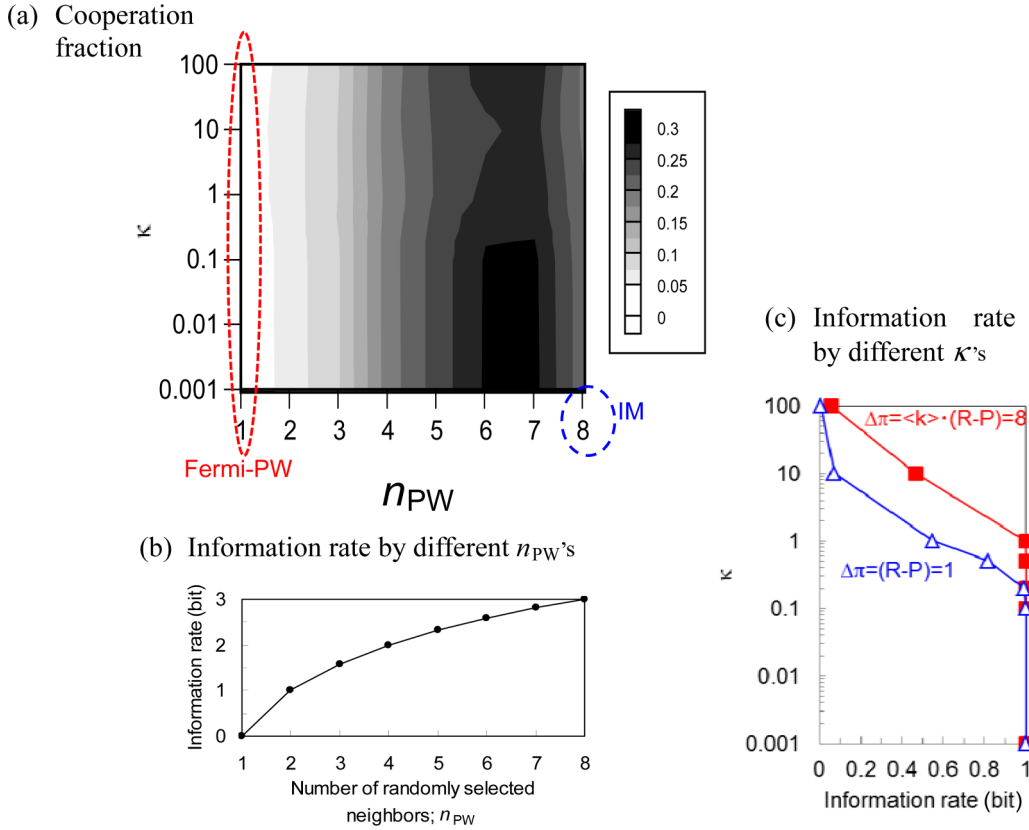 (a) Cooperation
fraction
100
10
1
0.1
0.01
0.001
κ
1 2 3 4 5 6 7 8
Fermi-PW
IM
nPW
0.3
0.25
0.2
0.15
0.1
0.05
0
(b) Information rate by different nPW's
Information rate (bit)
3
2
1
0
1 2 3 4 5 6 7 8
Number of randomly selected
neighbors; nPW
(c) Information rate
by different κ's
100
10
1
0.1
0.01
0.001
κ
Δπ=<k>·(R-P)=8
Δπ=(R-P)=1
0 0.2 0.4 0.6 0.8 1
Information rate (bit)